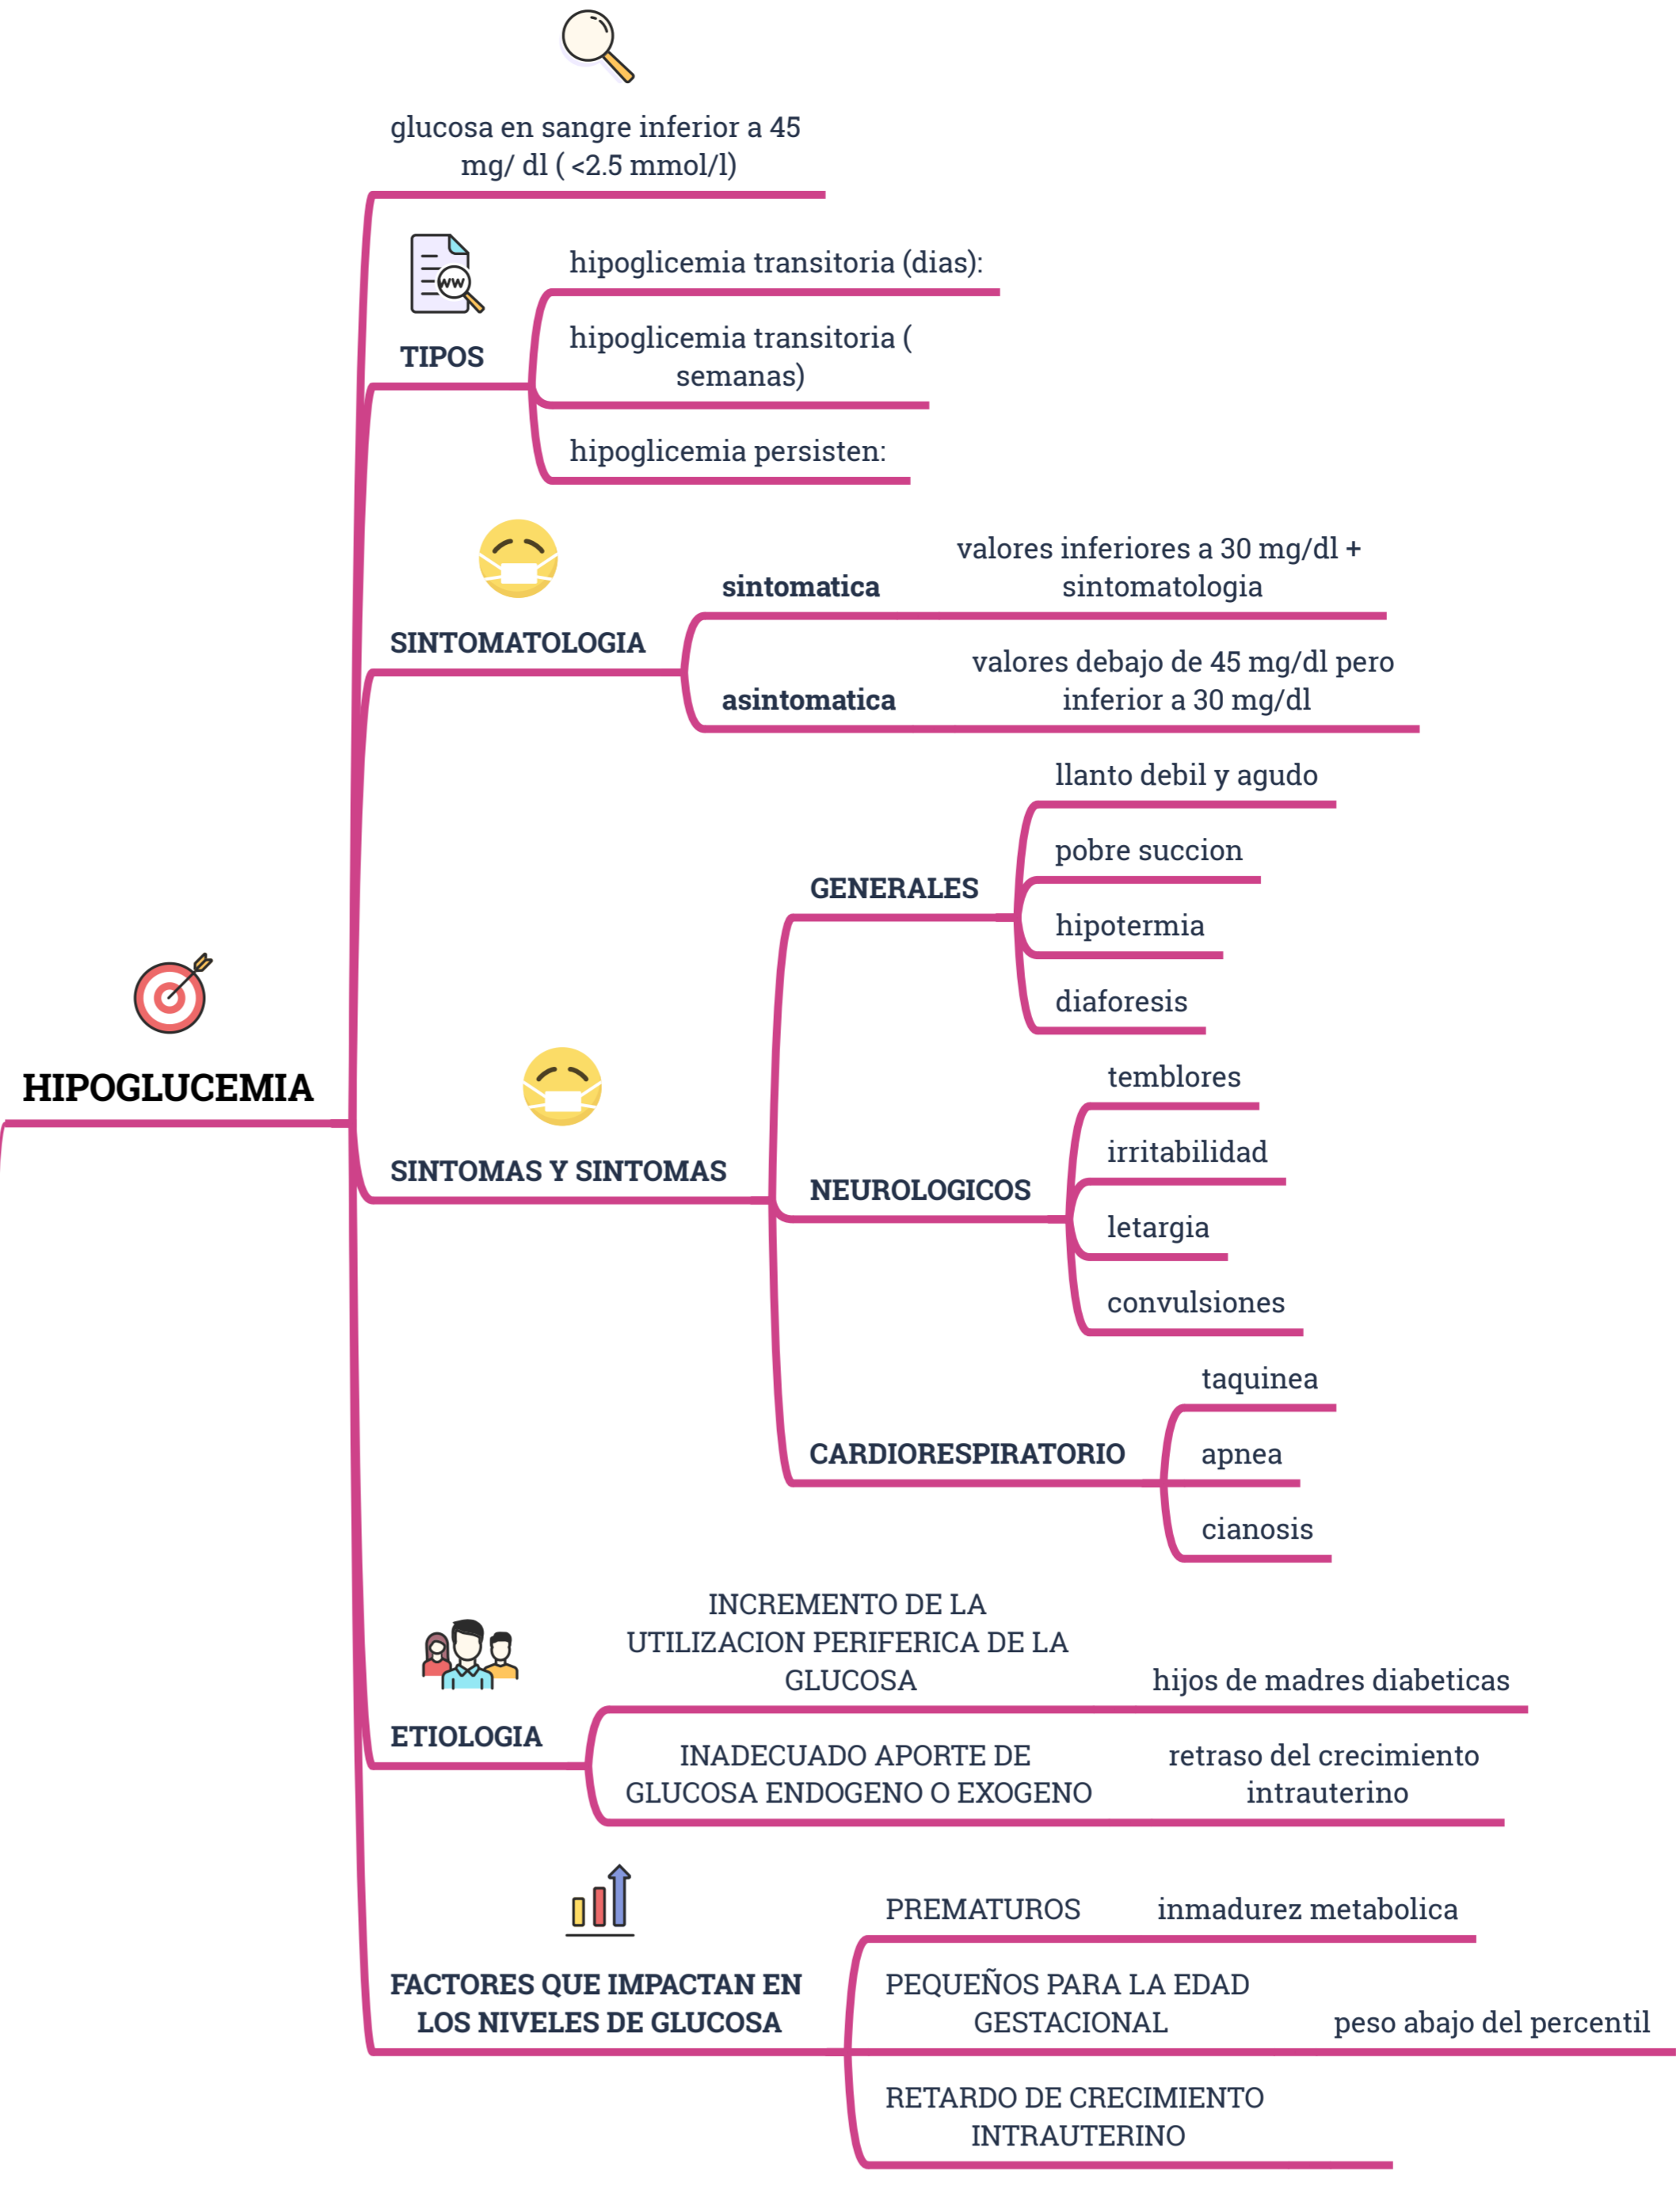 glucosa en sangre inferior a 45
mg/ dl ( <2.5 mmol/l)
TIPOS
hipoglicemia transitoria (dias):
hipoglicemia transitoria (
semanas)
hipoglicemia persisten:
SINTOMATOLOGIA
sintomatica
valores inferiores a 30 mg/dl +
sintomatologia
asintomatica
valores debajo de 45 mg/dl pero
inferior a 30 mg/dl
HIPOGLUCEMIA
SINTOMAS Y SINTOMAS
GENERALES
llanto debil y agudo
pobre succion
hipotermia
diaforesis
NEUROLOGICOS
temblores
irritabilidad
letargia
convulsiones
CARDIORESPIRATORIO
taquinea
apnea
cianosis
ETIOLOGIA
INCREMENTO DE LA
UTILIZACION PERIFERICA DE LA
GLUCOSA
hijos de madres diabeticas
INADECUADO APORTE DE
GLUCOSA ENDOGENO O EXOGENO
retraso del crecimiento
intrauterino
FACTORES QUE IMPACTAN EN
LOS NIVELES DE GLUCOSA
PREMATUROS
inmadurez metabolica
PEQUEÑOS PARA LA EDAD
GESTACIONAL
peso abajo del percentil
RETARDO DE CRECIMIENTO
INTRAUTERINO